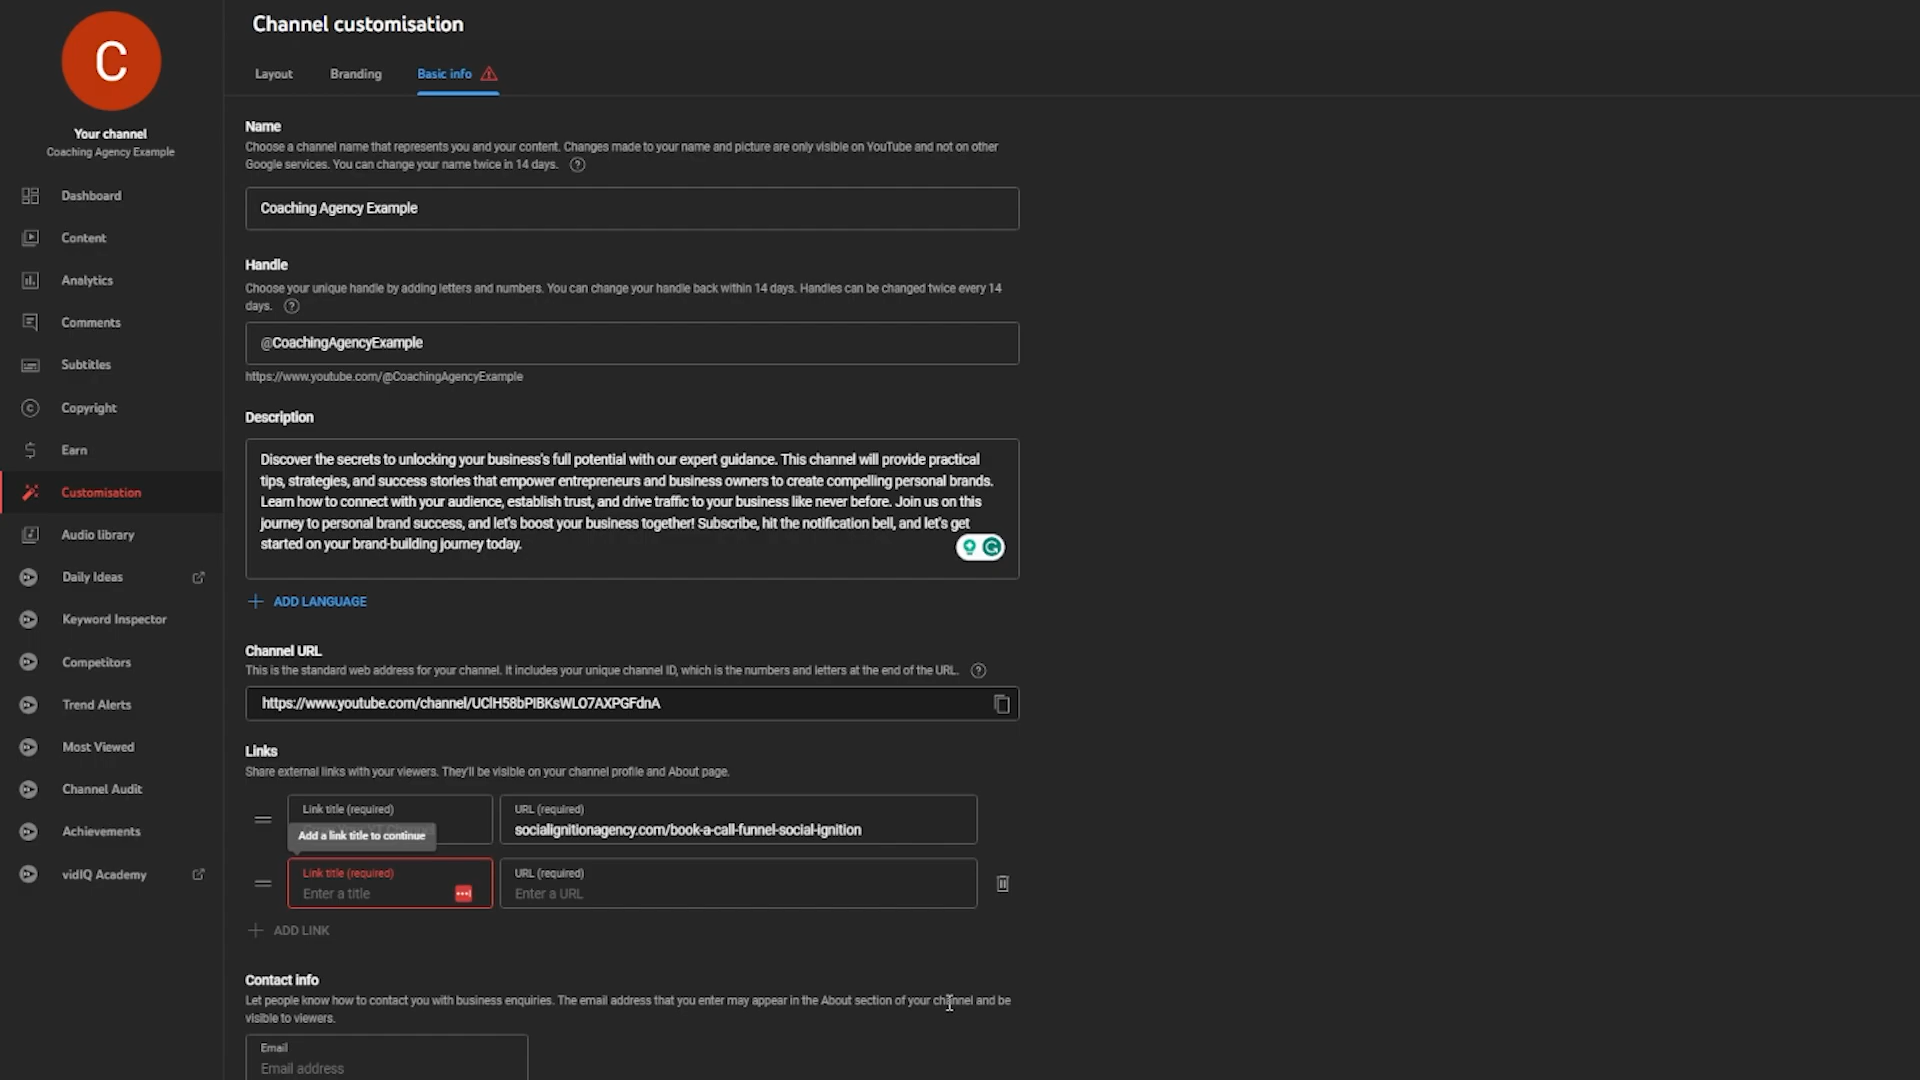 C
Your channel
Coaching Agency Example
Dashboard
Content
Analytics
Comments
Subtitles
Copyright
Earn
Customisation
Audio library
Daily Ideas
Keyword Inspector
Competitors
Trend Alerts
Most Viewed
Channel Audit
Achievements
vidIQ Academy
Channel customisation
Layout Branding Basic info
Name
Choose a channel name that represents you and your content. Changes made to your name and picture are only visible on YouTube and not on other
Google services. You can change your name twice in 14 days.
Coaching Agency Example
Handle
Choose your unique handle by adding letters and numbers. You can change your handle back within 14 days. Handles can be changed twice every 14
days.
@CoachingAgencyExample
https://www.youtube.com/@CoachingAgencyExample
Description
Discover the secrets to unlocking your business's full potential with our expert guidance. This channel will provide practical
tips, strategies, and success stories that empower entrepreneurs and business owners to create compelling personal brands.
Learn how to connect with your audience, establish trust, and drive traffic to your business like never before. Join us on this
journey to personal brand success, and let's boost your business together! Subscribe, hit the notification bell, and let's get
started on your brand-building journey today.
ADD LANGUAGE
Channel URL
This is the standard web address for your channel. It includes your unique channel ID, which is the numbers and letters at the end of the URL.
https://www.youtube.com/channel/UClH58bPlBKsWLO7AXPGFdnA
Links
Share external links with your viewers. They'll be visible on your channel profile and About page.
Link title (required) URL (required)
socialignitionagency.com/book-a-call-funnel-social-ignition
Add a link title to continue
Link title (required) URL (required)
Enter a title Enter a URL
ADD LINK
Contact info
Let people know how to contact you with business enquiries. The email address that you enter may appear in the About section of your channel and be
visible to viewers.
Email
Email address